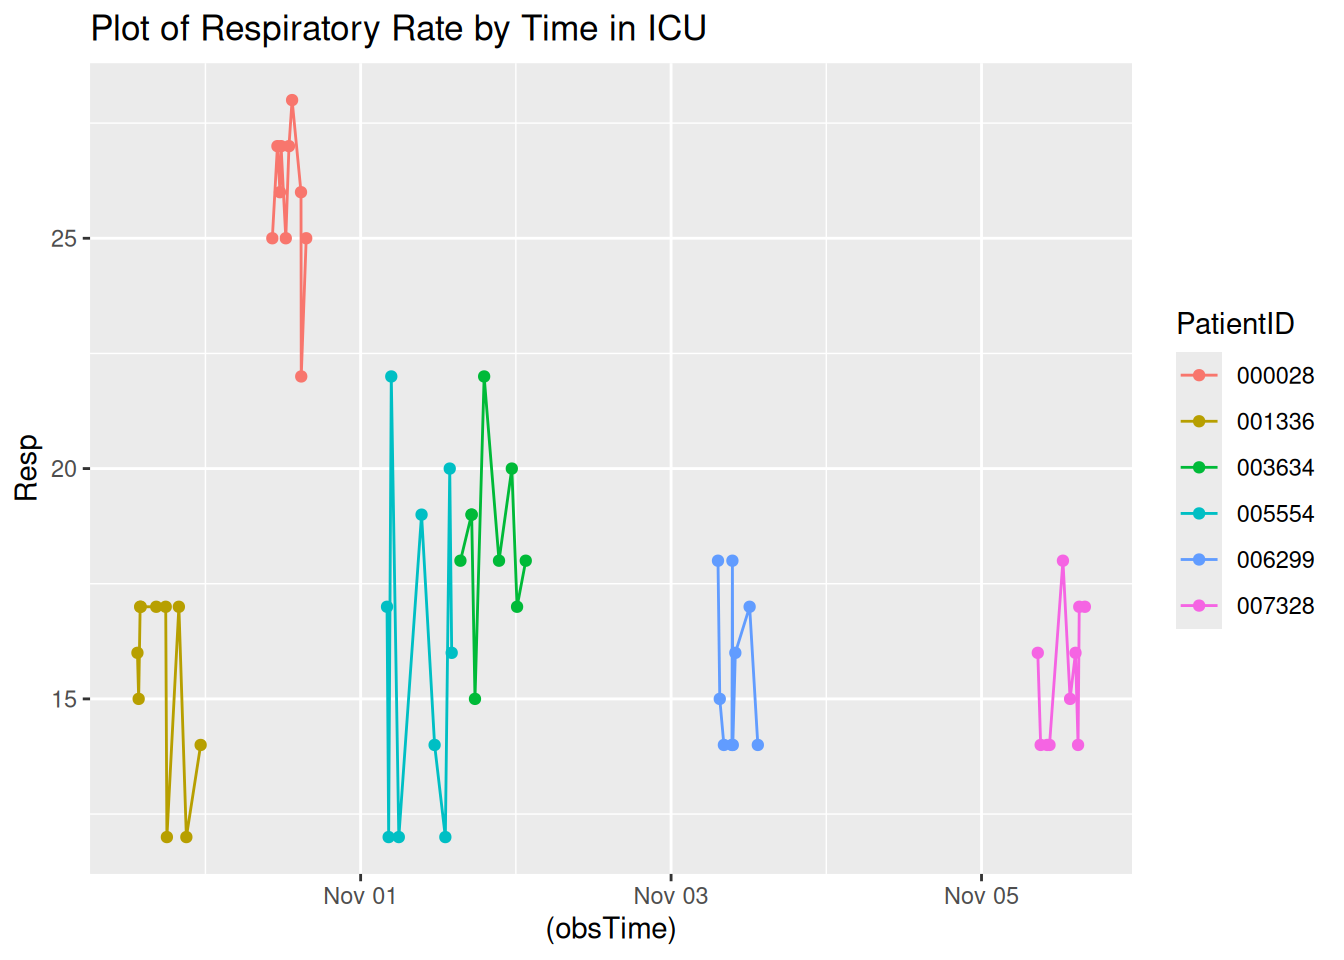 Plot of Respiratory Rate by Time in ICU
25
20
15
Resp
Nov 01
Nov 03
Nov 05
(obsTime)
PatientID
000028
001336
003634
005554
006299
007328